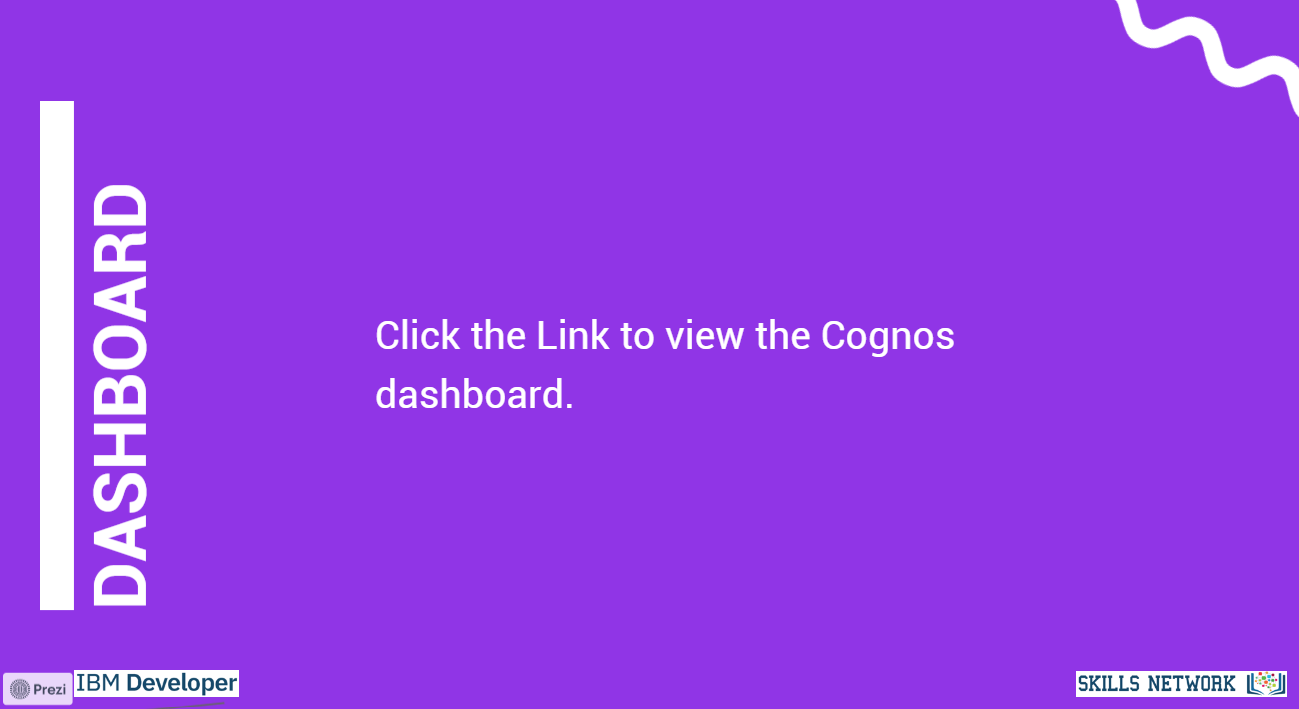 DASHBOARD
Click the Link to view the Cognos
dashboard.
Prezi
IBM Developer
SKILLS NETWORK